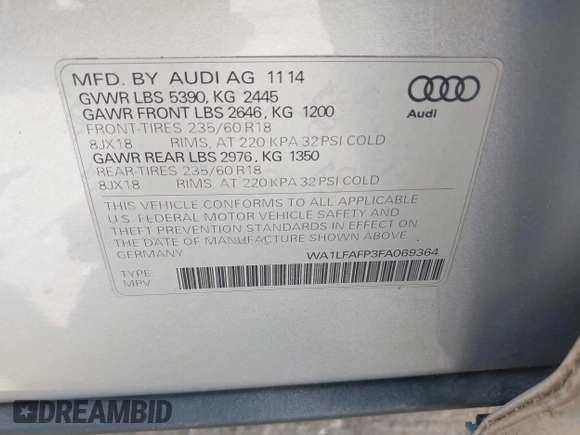 MFD. BY AUDI AG 11 14
GVWR LBS 5390, KG 2445
GAWR FRONT LBS 2646, KG 1200
FRONT-TIRES 235/60 R18
8JX18 RIMS, AT 220 KPA 32 PSI COLD
GAWR REAR LBS 2976, KG 1350
REAR-TIRES 235/60 R18
8JX18 RIMS, AT 220 KPA 32 PSI COLD
Audi
THIS VEHICLE CONFORMS TO ALL APPLICABLE
U.S. FEDERAL MOTOR VEHICLE SAFETY AND
THEFT PREVENTION STANDARDS IN EFFECT ON
DATE OF MANUFACTURE SHOWN ABOVE.
WA1LFAFP3FA069364
TYPE:
MPV
DREAMBID